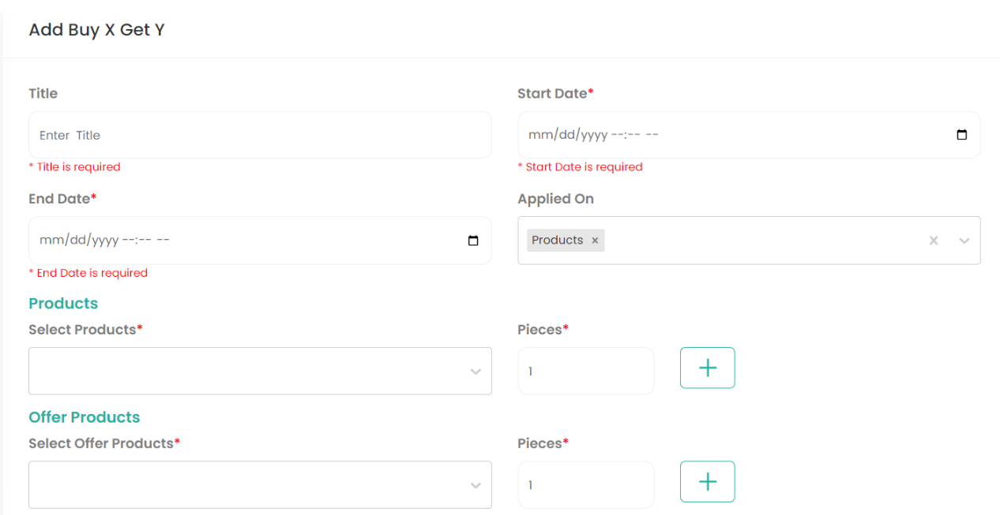 Add Buy X Get Y
Title
Start Date*
Enter Title
mm/dd/yyyy --:-- --
* Title is required
* Start Date is required
End Date*
Applied On
mm/dd/yyyy --:-- --
Products ×
* End Date is required
Products
Select Products*
Pieces*
1
Offer Products
Select Offer Products*
Pieces*
1